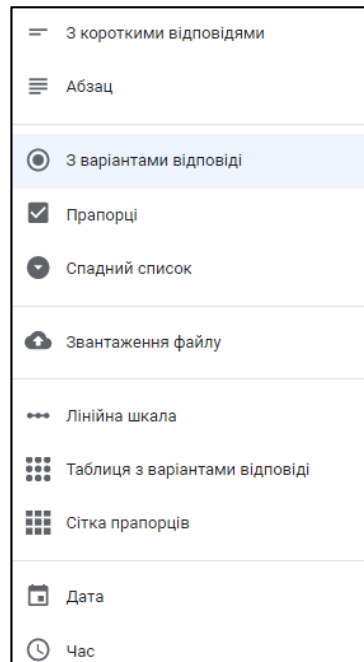 З короткими відповідями
Абзац
З варіантами відповіді
Прапорці
Спадний список
Звантаження файлу
Лінійна шкала
Таблиця з варіантами відповіді
Сітка прапорців
Дата
Час